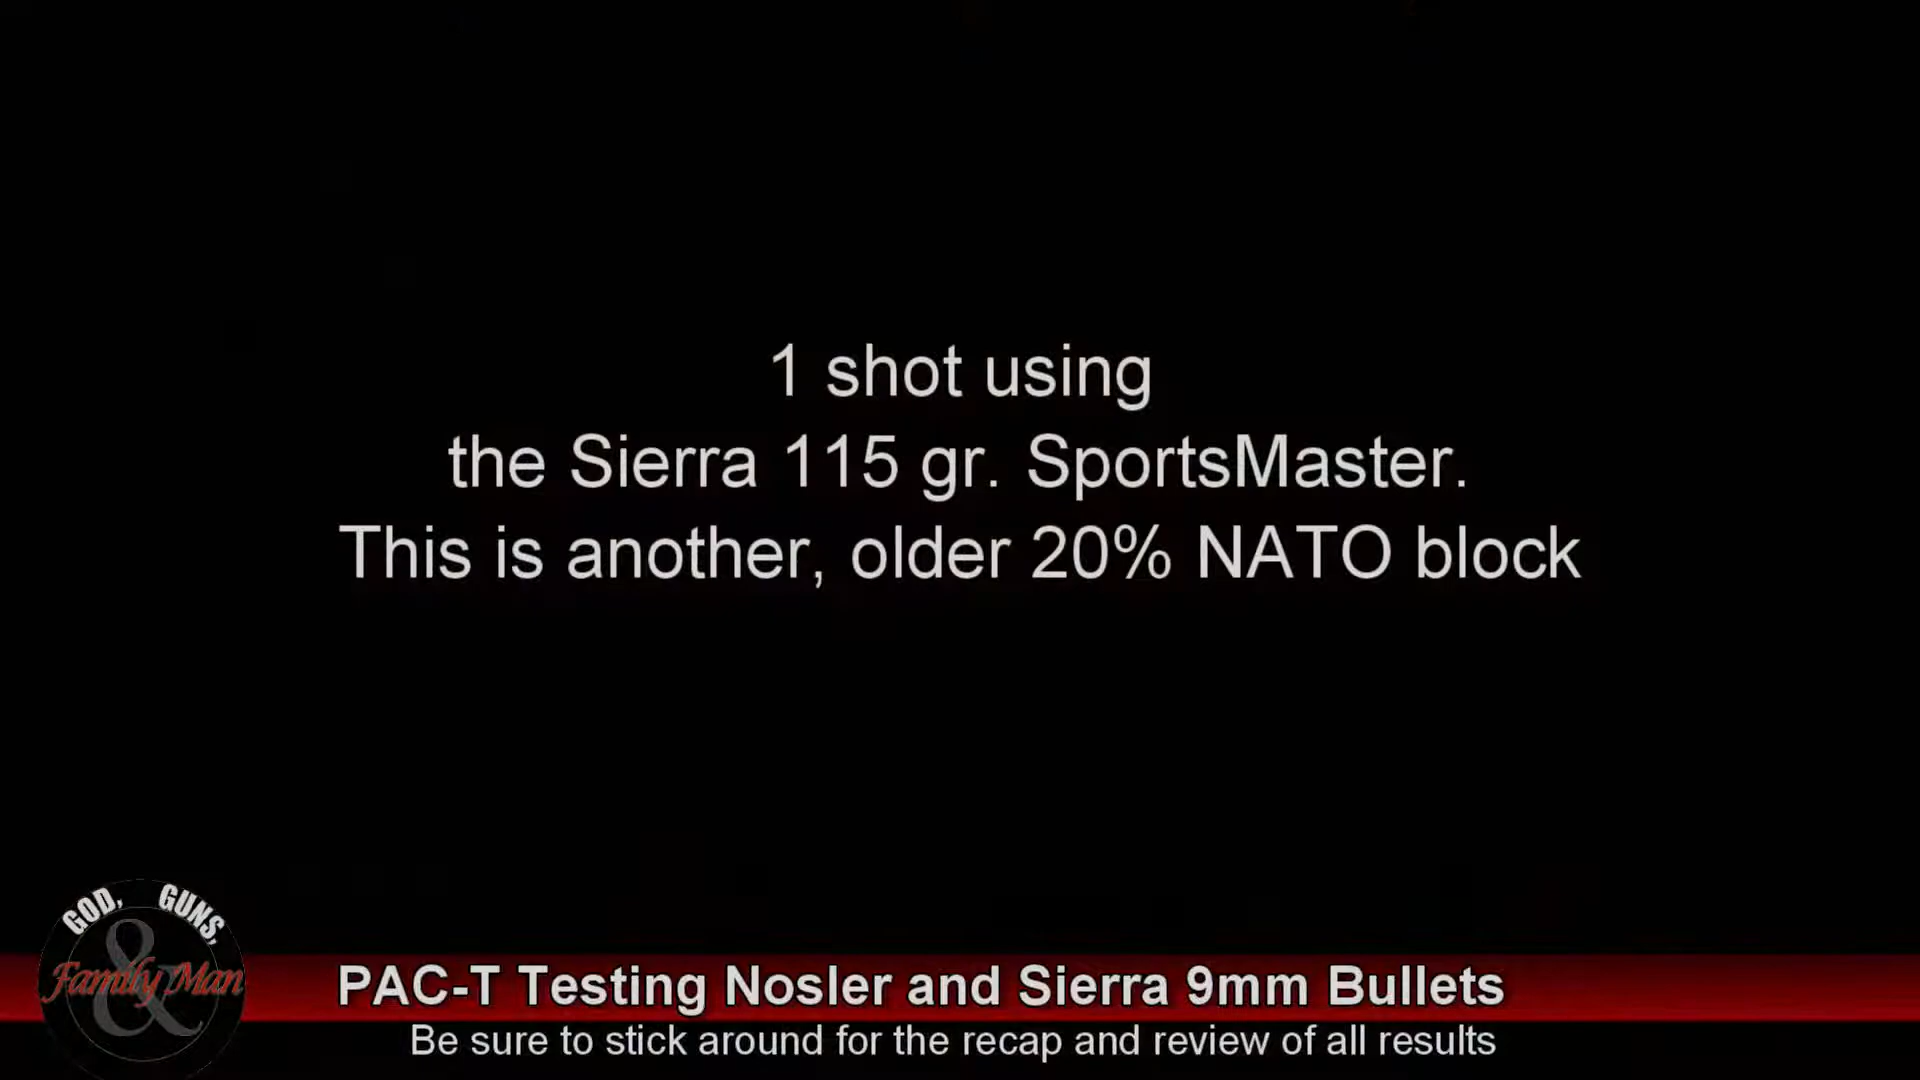 1 shot using
the Sierra 115 gr. SportsMaster.
This is another, older 20% NATO block
GOD, GUNS,
&
Family Man
PAC-T Testing Nosler and Sierra 9mm Bullets
Be sure to stick around for the recap and review of all results